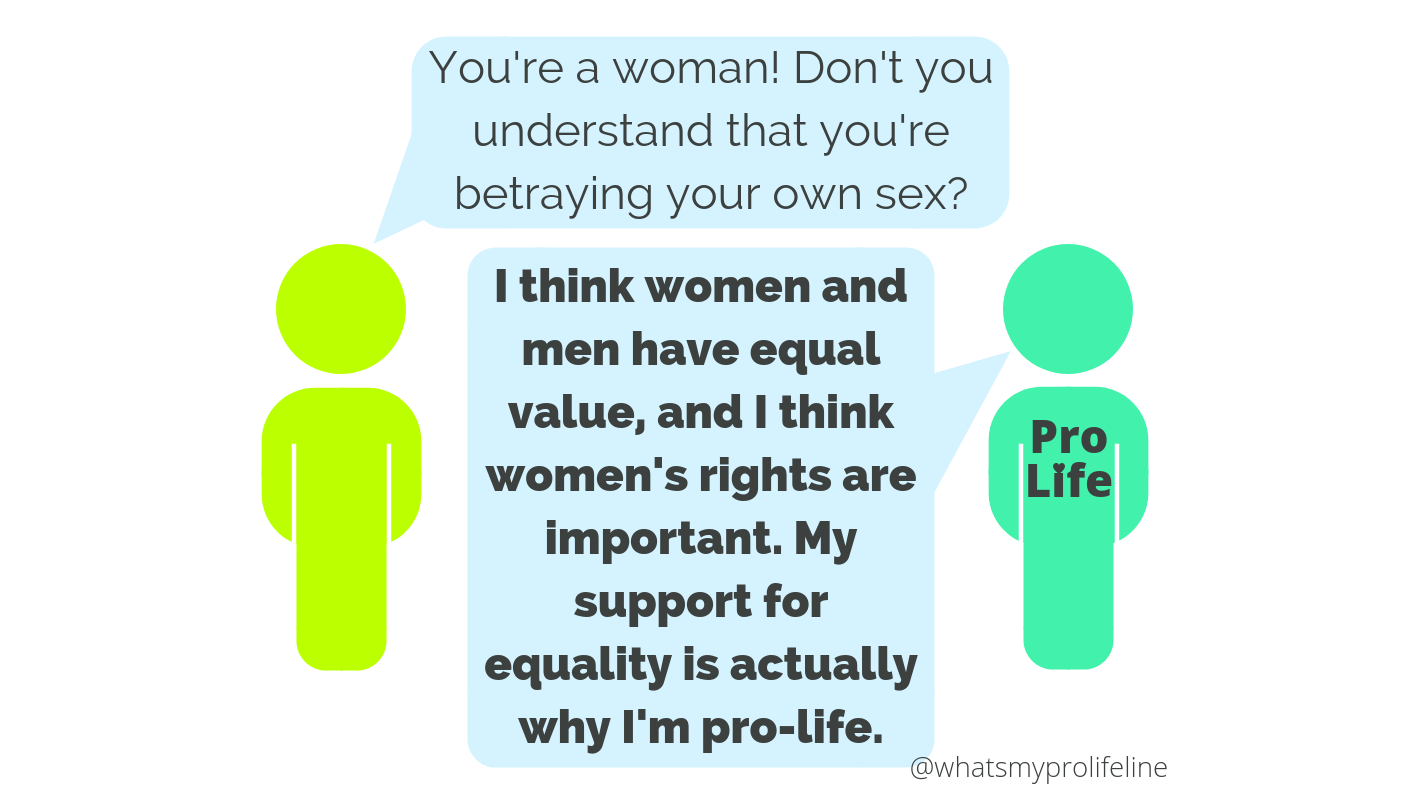 You're a woman! Don't you
understand that you're
betraying your own sex?
I think women and
men have equal
value, and I think
women's rights are
important. My
support for
equality is actually
why I'm pro-life.
Pro
Life
@whatsmyprolifeline